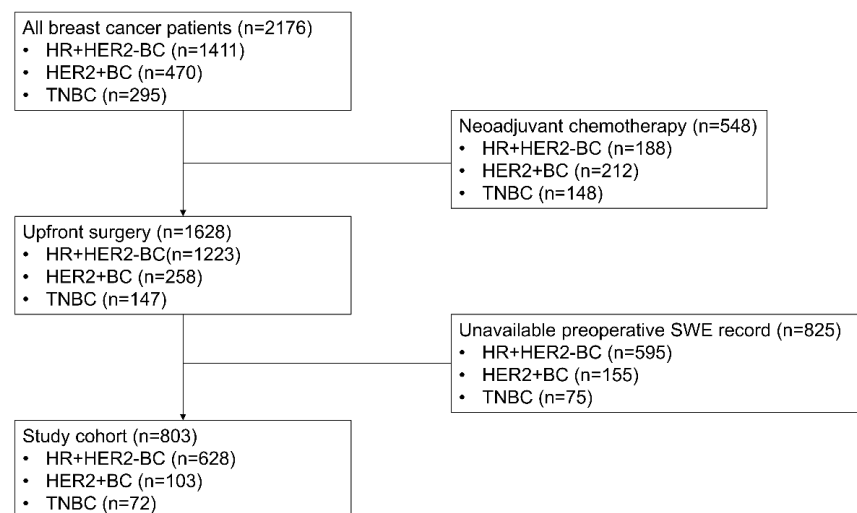 All breast cancer patients (n=2176)
• HR+HER2-BC (n=1411)
• HER2+BC (n=470)
• TNBC (n=295)
Neoadjuvant chemotherapy (n=548)
• HR+HER2-BC (n=188)
• HER2+BC (n=212)
• TNBC (n=148)
Upfront surgery (n=1628)
• HR+HER2-BC(n=1223)
• HER2+BC (n=258)
• TNBC (n=147)
Unavailable preoperative SWE record (n=825)
• HR+HER2-BC (n=595)
• HER2+BC (n=155)
• TNBC (n=75)
Study cohort (n=803)
• HR+HER2-BC (n=628)
• HER2+BC (n=103)
• TNBC (n=72)